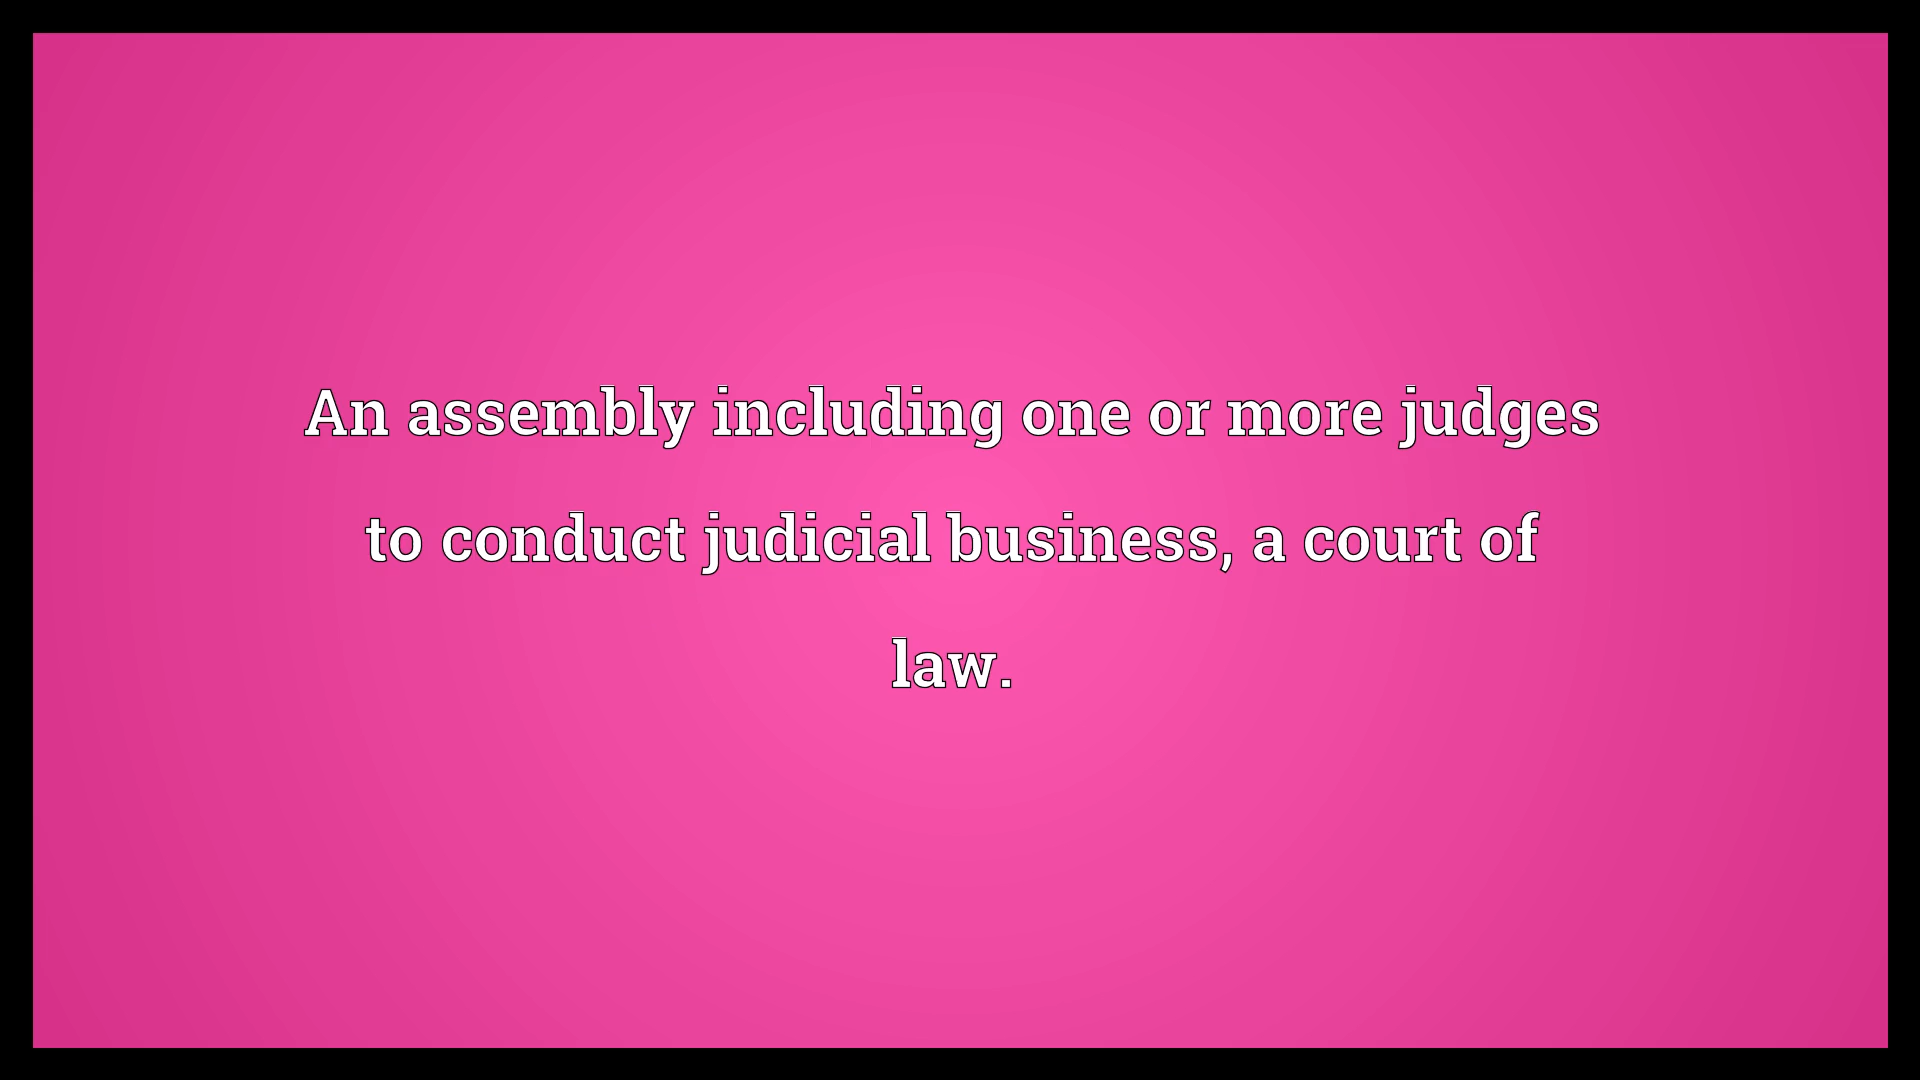 An assembly including one or more judges
to conduct judicial business, a court of
law.